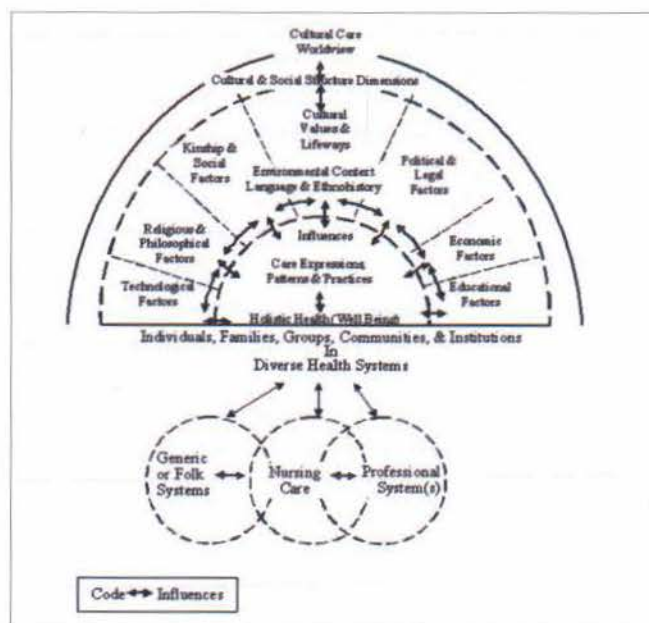 Cultural Care
Worldview
Cultural & Social Structure Dimensions
Cultural
Values &
Lifeways
Kinship &
Social
Factors
Political &
Legal
Factors
Environmental Context
Language & Ethnohistory
Religious &
Philosophical
Factors
Influences
Economic
Factors
Care Expressions,
Patterns & Practices
Technological
Factors
Educational
Factors
Holistic Health (Well Being)
Individuals, Families, Groups, Communities, & Institutions
In
Diverse Health Systems
Generic
or Folk
Systems
Nursing
Care
Professional
System(s)
Code Influences